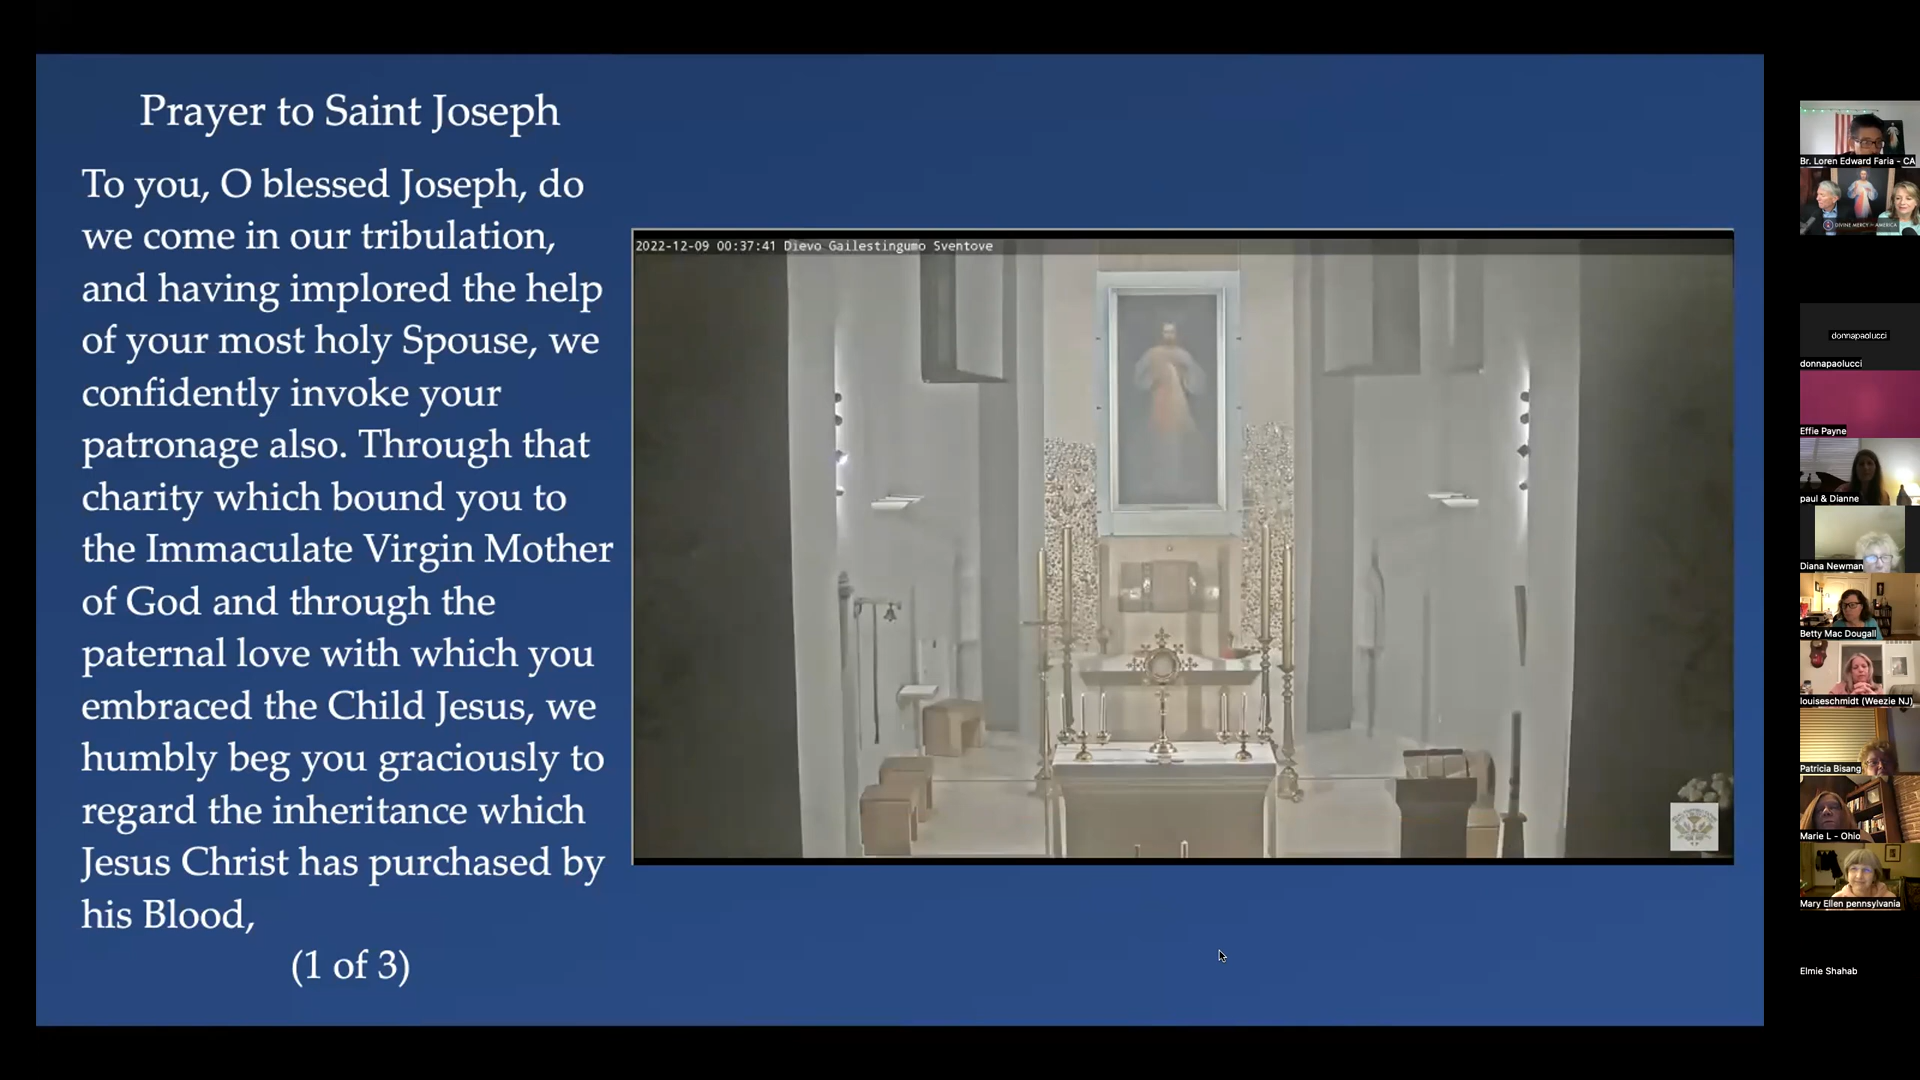 Prayer to Saint Joseph
To you, O blessed Joseph, do
we come in our tribulation,
and having implored the help
of your most holy Spouse, we
confidently invoke your
patronage also. Through that
charity which bound you to
the Immaculate Virgin Mother
of God and through the
paternal love with which you
embraced the Child Jesus, we
humbly beg you graciously to
regard the inheritance which
Jesus Christ has purchased by
his Blood,
(1 of 3)
2022-12-09 00:37:41 Dievo Gailestingumo Sventove
Br. Loren Edward Faria - CA
DIVINE MERCY for AMERICA
donnapaolucci
donnapaolucci
Effie Payne
paul & Dianne
Diana Newman
Betty Mac Dougall
louiseschmidt (Weezie NJ)
Patricia Bisang
Marie L - Ohio
Mary Ellen pennsylvania
Elmie Shahab